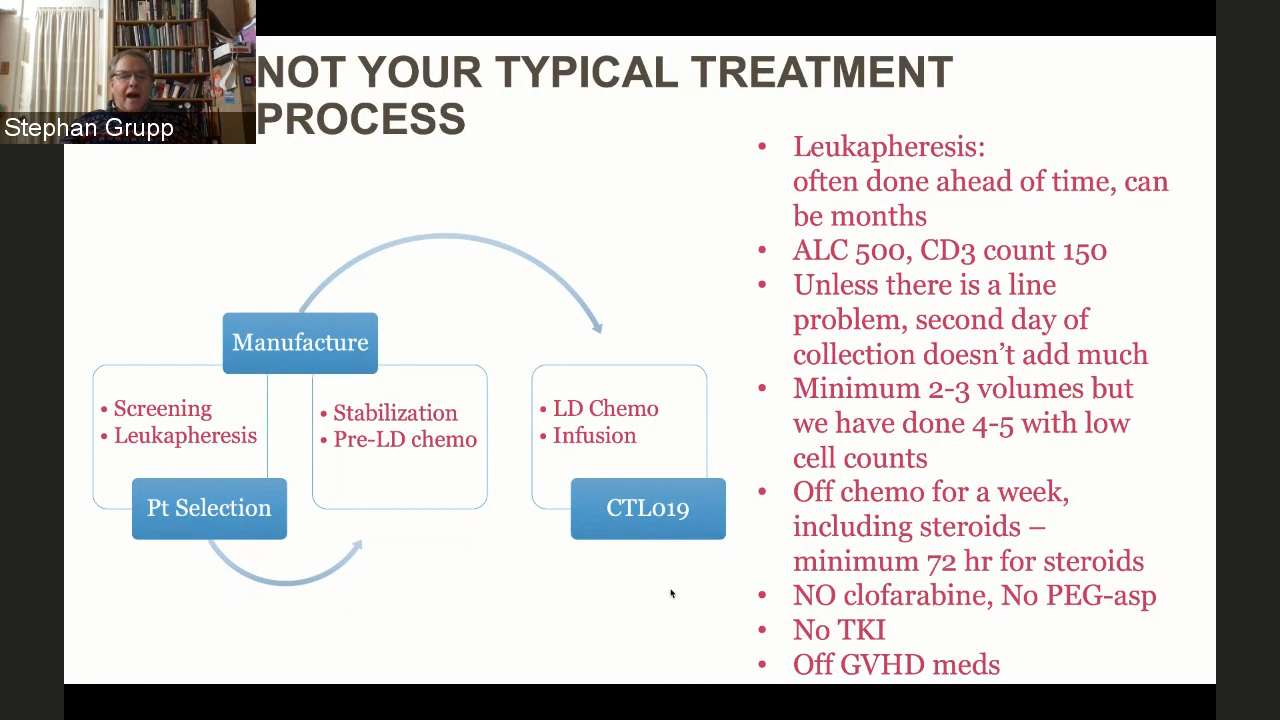 NOT YOUR TYPICAL TREATMENT
PROCESS
Stephan Grupp
Manufacture
• Screening
• Leukapheresis
Pt Selection
• Stabilization
• Pre-LD chemo
• LD Chemo
• Infusion
CTL019
• Leukapheresis:
often done ahead of time, can
be months
• ALC 500, CD3 count 150
• Unless there is a line
problem, second day of
collection doesn’t add much
• Minimum 2-3 volumes but
we have done 4-5 with low
cell counts
• Off chemo for a week,
including steroids –
minimum 72 hr for steroids
• NO clofarabine, No PEG-asp
• No TKI
• Off GVHD meds